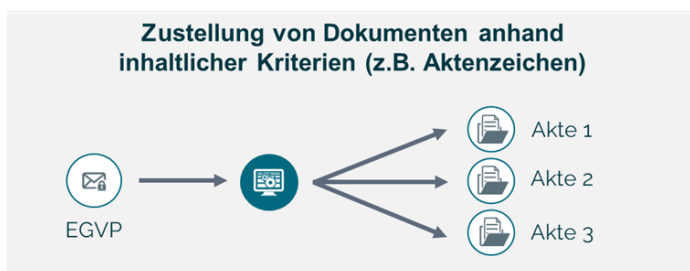 Zustellung von Dokumenten anhand
inhaltlicher Kriterien (z.B. Aktenzeichen)
Akte 1
EGVP
Akte 2
Akte 3